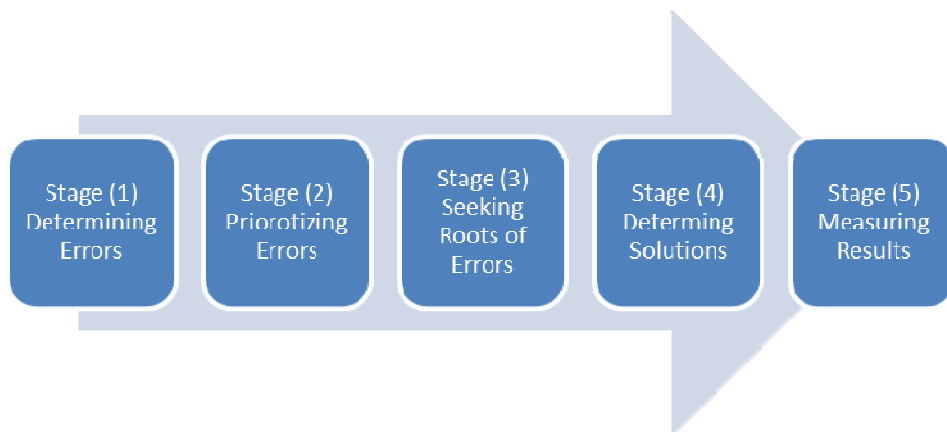 Stage (1)
Determining
Errors
Stage (2)
Priorotizing
Errors
Stage (3)
Seeking
Roots of
Errors
Stage (4)
Determing
Solutions
Stage (5)
Measuring
Results